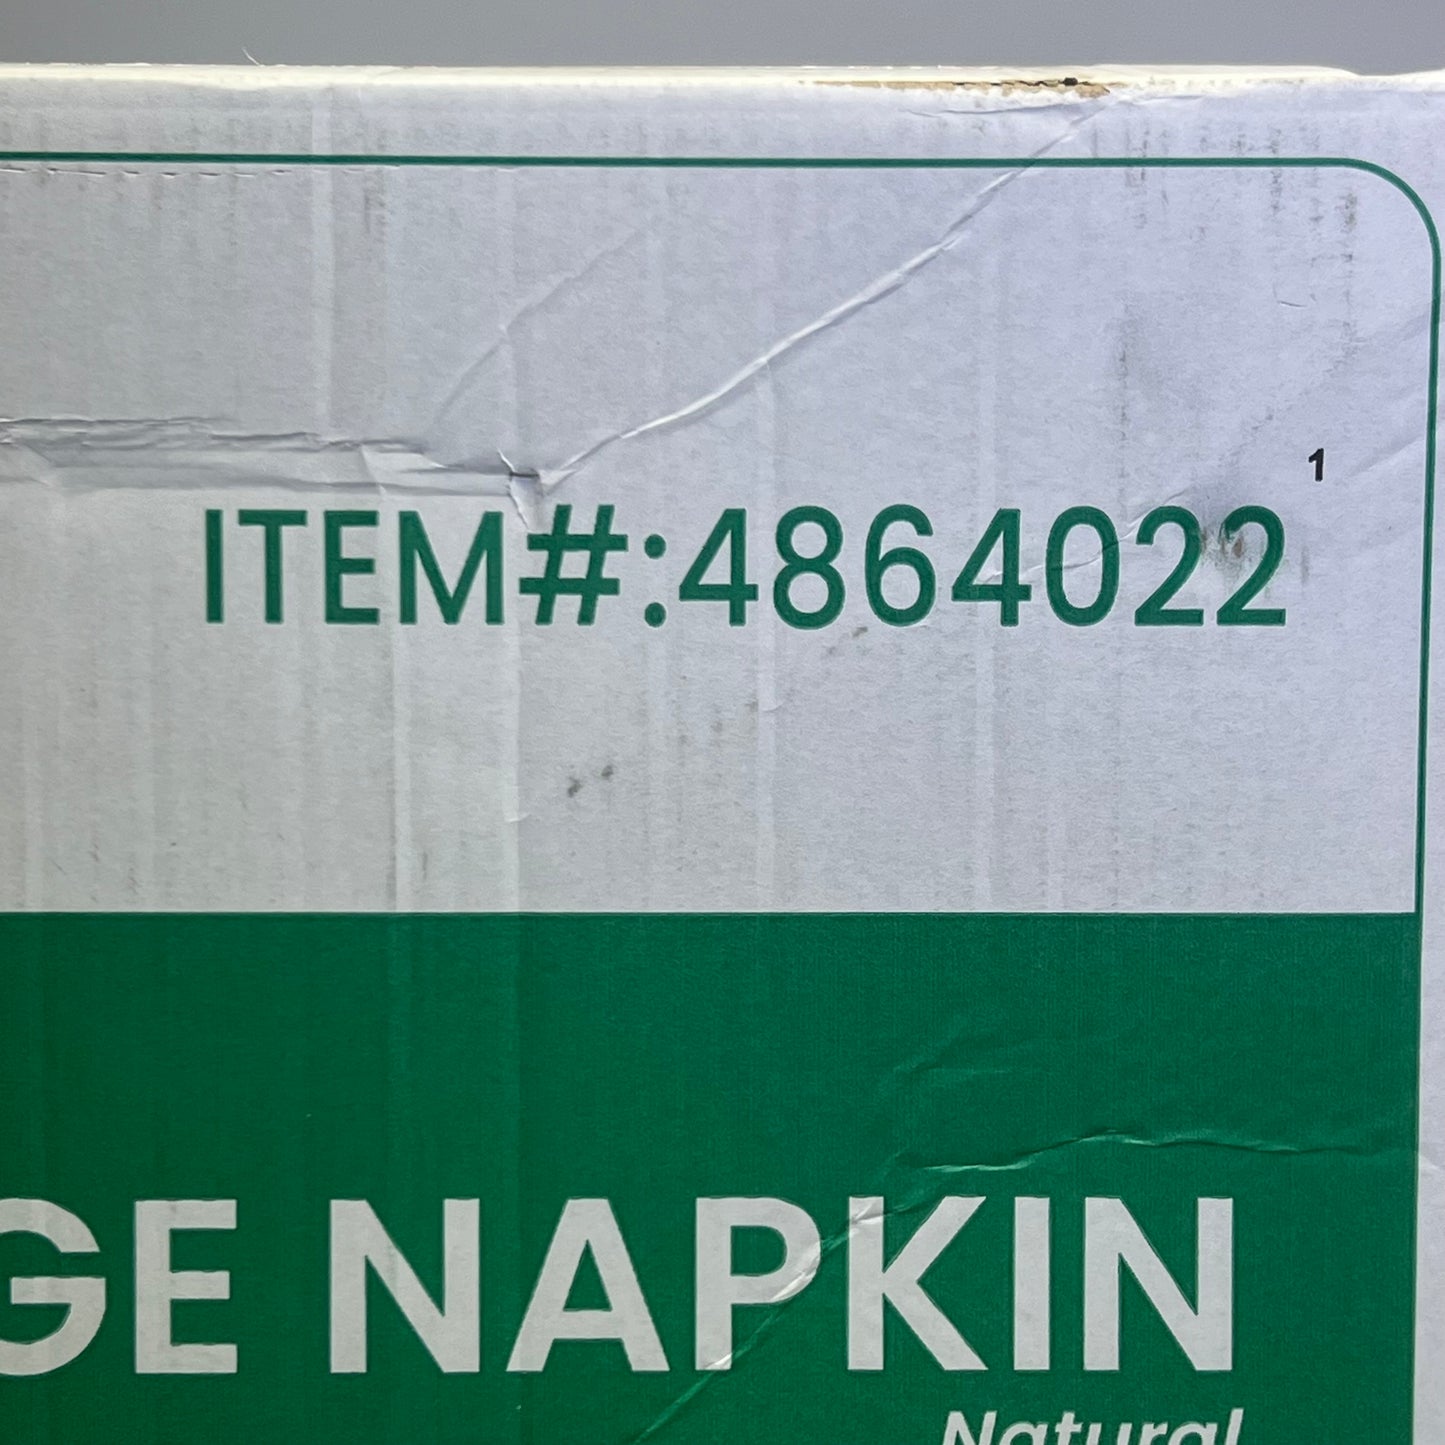 1
ITEM#:4864022
GE NAPKIN
Natural